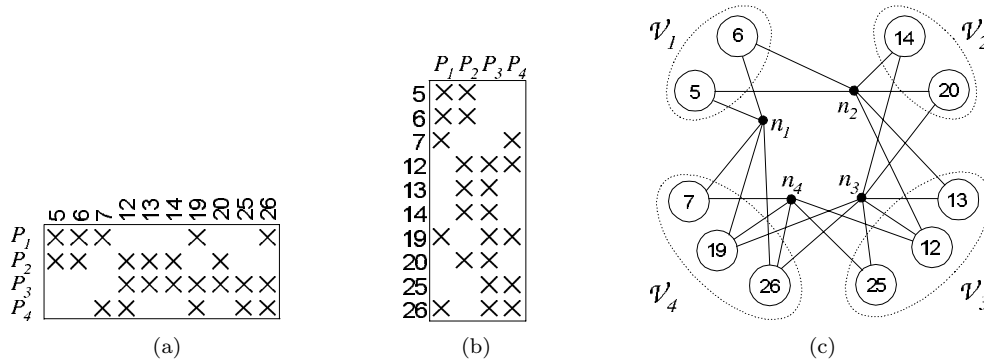 5 6 7 12 13 14 19 20 25 26
P1
P2
P3
P4
(a)
P1 P2 P3 P4
5
6
7
12
13
14
19
20
25
26
(b)
𝒱1 6 14 𝒱2
5 20
n1 n2
7 n4 n3 13
19 12
26 25
𝒱4 𝒱3
(c)